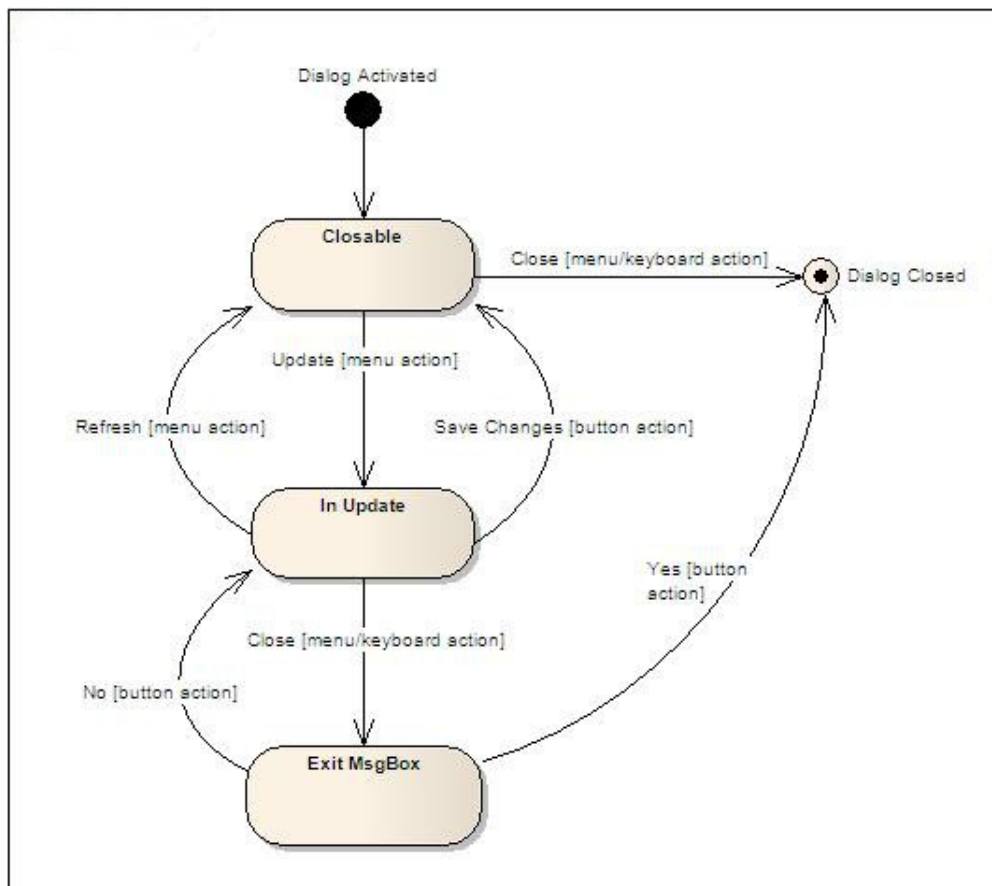 Dialog Activated
Closable
Close [menu/keyboard action]
Dialog Closed
Update [menu action]
Refresh [menu action]
Save Changes [button action]
In Update
Yes [button
action]
Close [menu/keyboard action]
No [button action]
Exit MsgBox